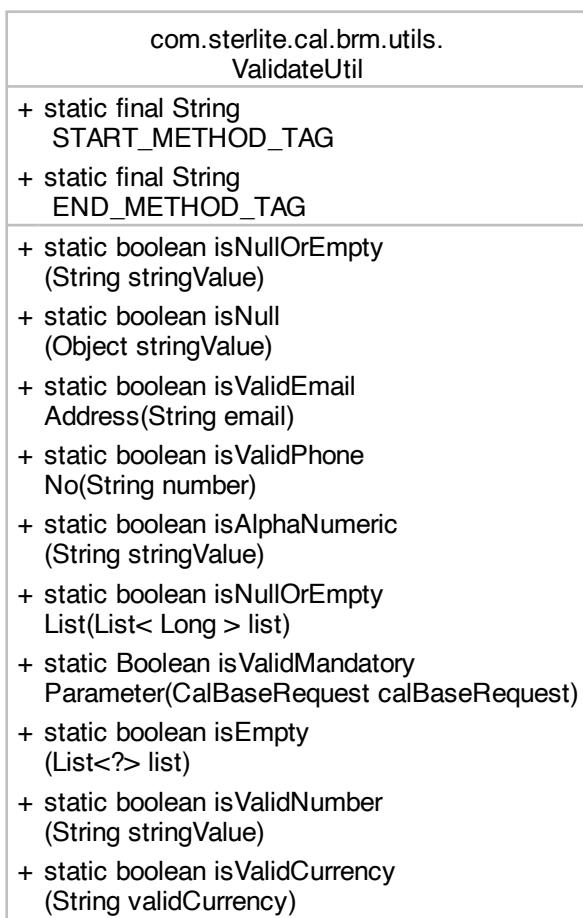 com.sterlite.cal.brm.utils.
ValidateUtil
+ static final String
START_METHOD_TAG
+ static final String
END_METHOD_TAG
+ static boolean isNullOrEmpty
(String stringValue)
+ static boolean isNull
(Object stringValue)
+ static boolean isValidEmail
Address(String email)
+ static boolean isValidPhone
No(String number)
+ static boolean isAlphaNumeric
(String stringValue)
+ static boolean isNullOrEmpty
List(List< Long > list)
+ static Boolean isValidMandatory
Parameter(CalBaseRequest calBaseRequest)
+ static boolean isEmpty
(List<?> list)
+ static boolean isValidNumber
(String stringValue)
+ static boolean isValidCurrency
(String validCurrency)